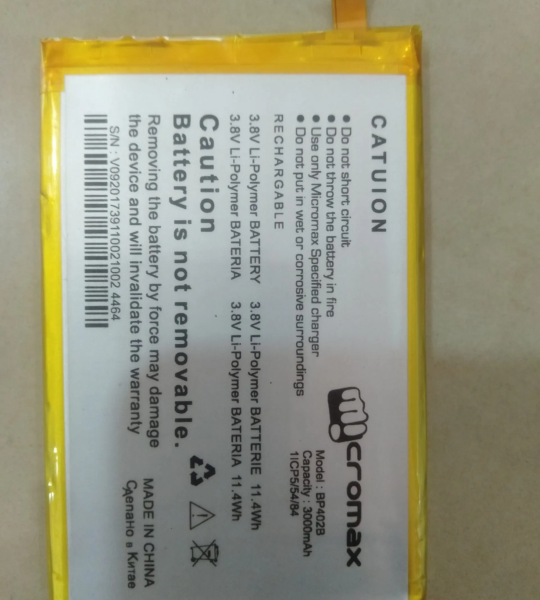 CATUION
• Do not short circuit
• Do not throw the battery in fire
• Use only Micromax Specified charger
• Do not put in wet or corrosive surroundings
RECHARGABLE
micromax
Model : BP402B
Capacity : 3000mAh
1ICP5/54/84
3.8V Li-Polymer BATTERY 3.8V Li-Polymer BATTERIE 11.4Wh
3.8V Li-Polymer BATERIA 3.8V Li-Polymer BATERIA 11.4Wh
Caution
Battery is not removable.
Removing the battery by force may damage
the device and will invalidate the warranty
S/N: V09201739110021002 4464
MADE IN CHINA
Сделано в Китае